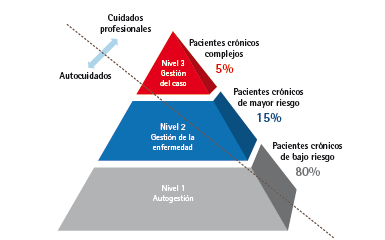 Cuidados
profesionales
Autocuidados
Nivel 3
Gestión
del caso
Pacientes crónicos
complejos
5%
Nivel 2
Gestión de la
enfermedad
Pacientes crónicos
de mayor riesgo
15%
Nivel 1
Autogestión
Pacientes crónicos
de bajo riesgo
80%